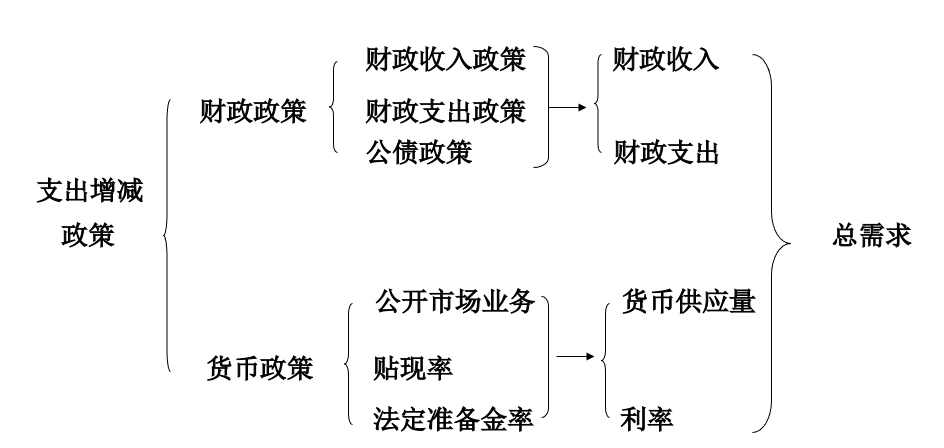 财政收入政策
财政收入
财政政策
财政支出政策
公债政策
财政支出
支出增减
政策
总需求
公开市场业务
货币供应量
货币政策
贴现率
法定准备金率
利率